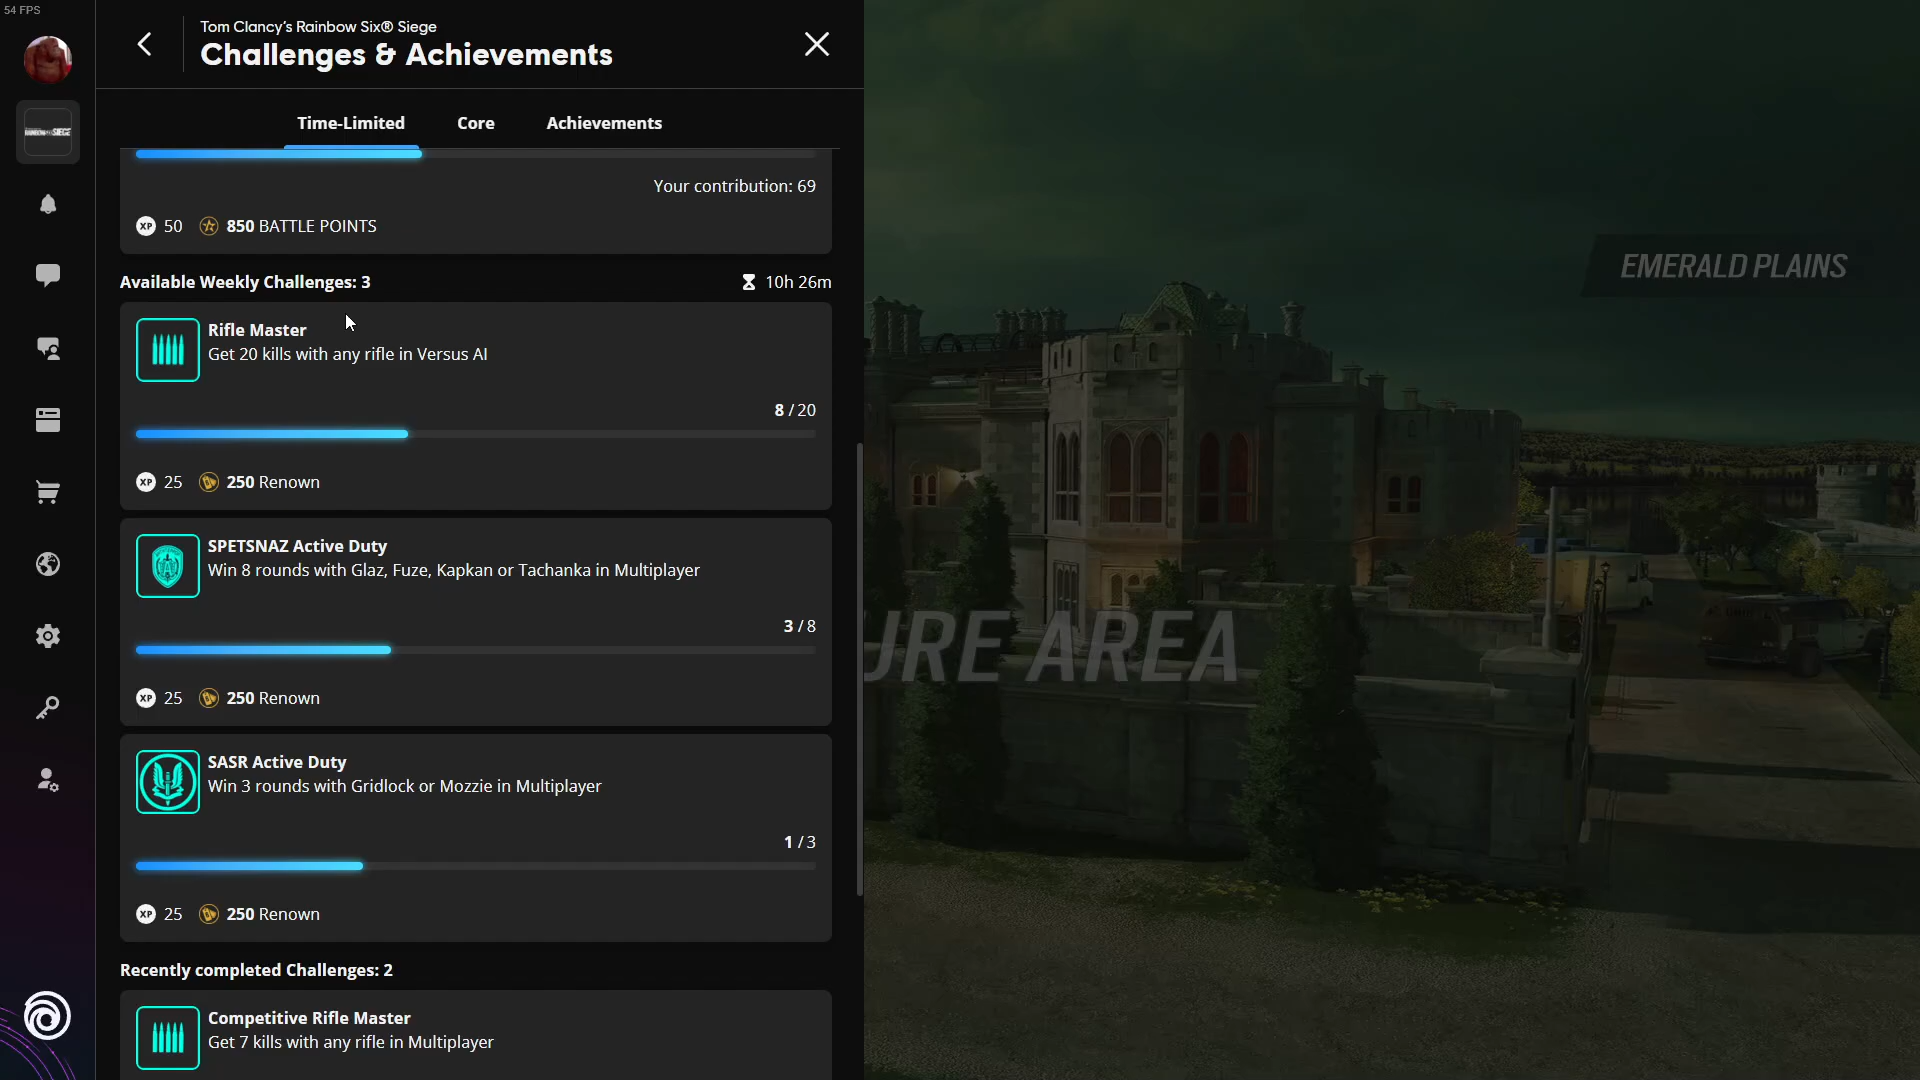 54 FPS
Tom Clancy's Rainbow Six® Siege
Challenges & Achievements
Time-Limited
Core
Achievements
Your contribution: 69
XP 50 850 BATTLE POINTS
Available Weekly Challenges: 3
10h 26m
Rifle Master
Get 20 kills with any rifle in Versus AI
8 / 20
XP 25 250 Renown
SPETSNAZ Active Duty
Win 8 rounds with Glaz, Fuze, Kapkan or Tachanka in Multiplayer
3 / 8
XP 25 250 Renown
SASR Active Duty
Win 3 rounds with Gridlock or Mozzie in Multiplayer
1 / 3
XP 25 250 Renown
Recently completed Challenges: 2
Competitive Rifle Master
Get 7 kills with any rifle in Multiplayer
EMERALD PLAINS
URE AREA